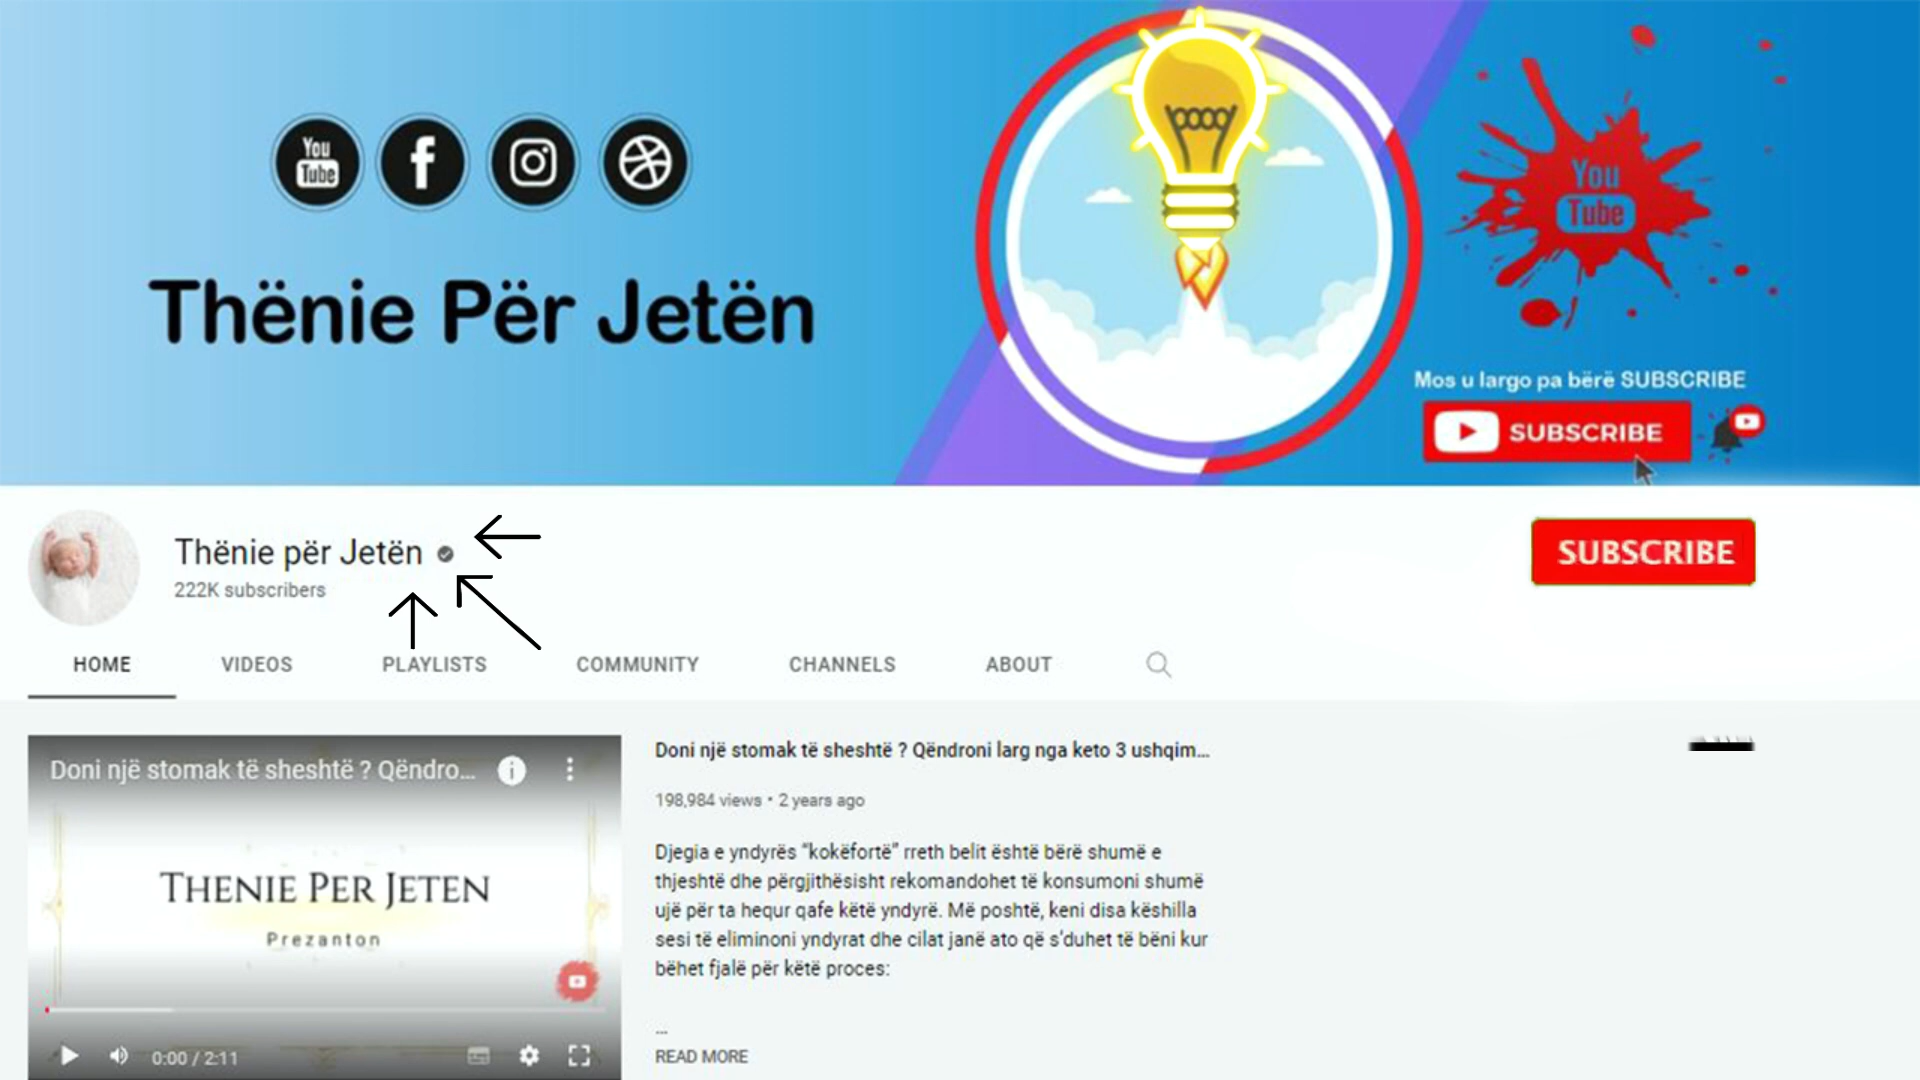 You
Tube
Thënie Për Jetën
You
Tube
Mos u largo pa bërë SUBSCRIBE
SUBSCRIBE
Thënie për Jetën
222K subscribers
SUBSCRIBE
HOME VIDEOS PLAYLISTS COMMUNITY CHANNELS ABOUT
Doni një stomak të sheshtë ? Qëndro...
THENIE PER JETEN
Prezanton
0:00 / 2:11
Doni një stomak të sheshtë ? Qëndroni larg nga keto 3 ushqim...
198,984 views • 2 years ago
Djegia e yndyrës “kokëfortë” rreth belit është bërë shumë e
thjeshtë dhe përgjithësisht rekomandohet të konsumoni shumë
ujë për ta hequr qafe këtë yndyrë. Më poshtë, keni disa këshilla
sesi të eliminoni yndyrat dhe cilat janë ato që s'duhet të bëni kur
bëhet fjalë për këtë proces:
...
READ MORE